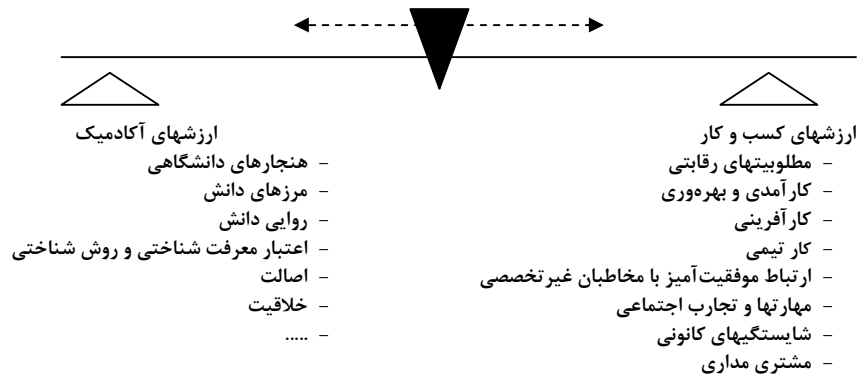 ارزشهای کسب و کار
- مطلوبیتهای رقابتی
- کارآمدی و بهره‌وری
- کارآفرینی
- کار تیمی
- ارتباط موفقیت‌آمیز با مخاطبان غیرتخصصی
- مهارتها و تجارب اجتماعی
- شایستگیهای کانونی
- مشتری مداری
ارزشهای آکادمیک
- هنجارهای دانشگاهی
- مرزهای دانش
- روایی دانش
- اعتبار معرفت شناختی و روش شناختی
- اصالت
- خلاقیت
- .....